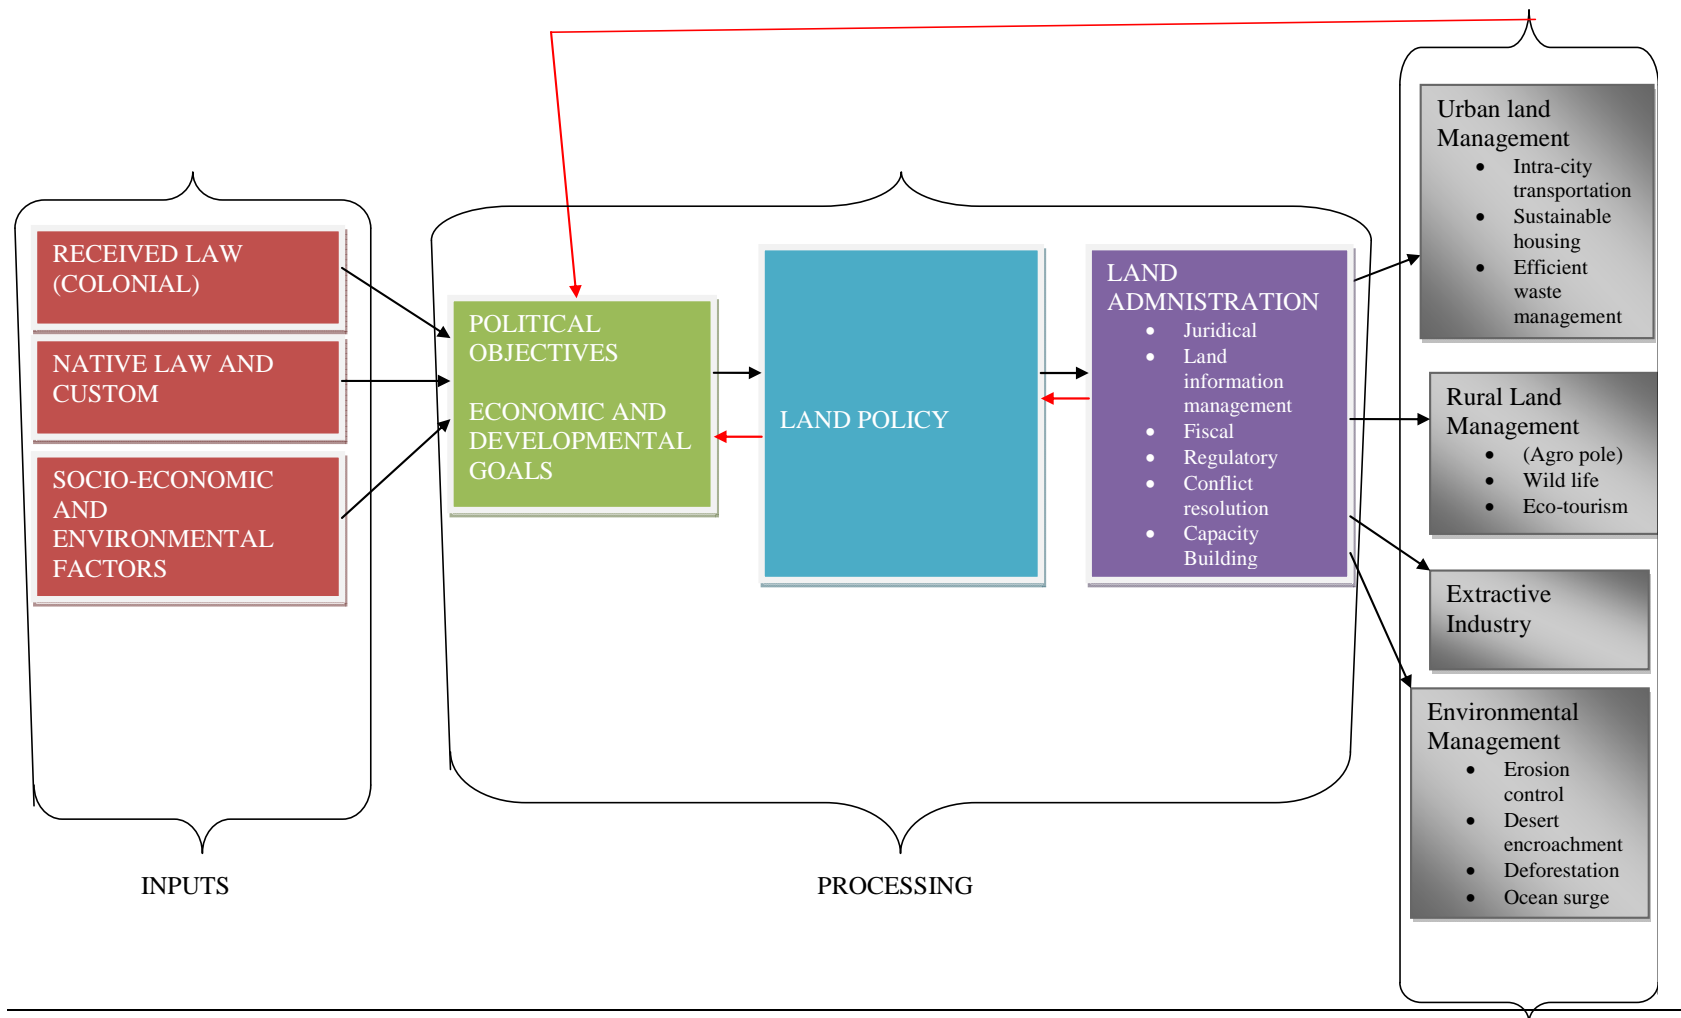 RECEIVED LAW
(COLONIAL)
NATIVE LAW AND
CUSTOM
SOCIO-ECONOMIC
AND
ENVIRONMENTAL
FACTORS
INPUTS
POLITICAL
OBJECTIVES
ECONOMIC AND
DEVELOPMENTAL
GOALS
LAND POLICY
LAND
ADMNISTRATION
• Juridical
• Land
information
management
• Fiscal
• Regulatory
• Conflict
resolution
• Capacity
Building
PROCESSING
Urban land
Management
• Intra-city
transportation
• Sustainable
housing
• Efficient
waste
management
Rural Land
Management
• (Agro pole)
• Wild life
• Eco-tourism
Extractive
Industry
Environmental
Management
• Erosion
control
• Desert
encroachment
• Deforestation
• Ocean surge